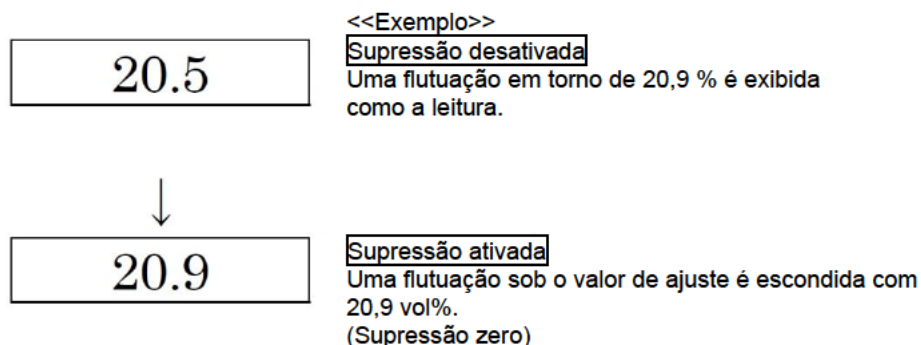 <<Exemplo>>
20.5
Supressão desativada
Uma flutuação em torno de 20,9 % é exibida
como a leitura.
↓
20.9
Supressão ativada
Uma flutuação sob o valor de ajuste é escondida com
20,9 vol%.
(Supressão zero)